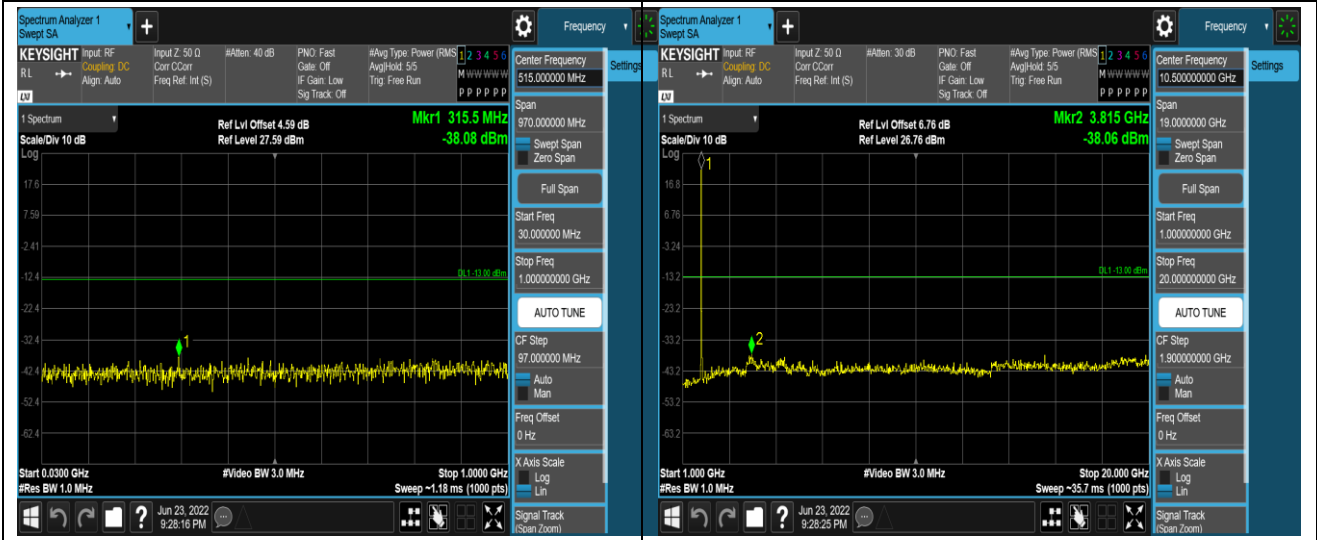 Spectrum Analyzer 1
Swept SA
+
Frequency
KEYSIGHT
RL
LXI
Input: RF
Coupling: DC
Align: Auto
Input Z: 50 Ω
Corr CCorr
Freq Ref: Int (S)
#Atten: 40 dB
PNO: Fast
Gate: Off
IF Gain: Low
Sig Track: Off
#Avg Type: Power (RMS
Avg|Hold: 5/5
Trig: Free Run
1 2 3 4 5 6
M W W W W W
P P P P P P
1 Spectrum
Scale/Div 10 dB
Log
Ref Lvl Offset 4.59 dB
Ref Level 27.59 dBm
Mkr1 315.5 MHz
-38.08 dBm
17.6
7.59
-2.41
-12.4
-22.4
-32.4
-42.4
-52.4
-62.4
DL1 -13.00 dBm
1
Start 0.0300 GHz
#Res BW 1.0 MHz
#Video BW 3.0 MHz
Stop 1.0000 GHz
Sweep ~1.18 ms (1000 pts)
Center Frequency
515.000000 MHz
Settings
Span
970.000000 MHz
Swept Span
Zero Span
Full Span
Start Freq
30.000000 MHz
Stop Freq
1.000000000 GHz
AUTO TUNE
CF Step
97.000000 MHz
Auto
Man
Freq Offset
0 Hz
X Axis Scale
Log
Lin
Signal Track
(Span Zoom)
?
Jun 23, 2022
9:28:16 PM
Spectrum Analyzer 1
Swept SA
+
Frequency
KEYSIGHT
RL
LXI
Input: RF
Coupling: DC
Align: Auto
Input Z: 50 Ω
Corr CCorr
Freq Ref: Int (S)
#Atten: 30 dB
PNO: Fast
Gate: Off
IF Gain: Low
Sig Track: Off
#Avg Type: Power (RMS
Avg|Hold: 5/5
Trig: Free Run
1 2 3 4 5 6
M W W W W W
P P P P P P
1 Spectrum
Scale/Div 10 dB
Log
Ref Lvl Offset 6.76 dB
Ref Level 26.76 dBm
Mkr2 3.815 GHz
-38.06 dBm
16.8
6.76
-3.24
-13.2
-23.2
-33.2
-43.2
-53.2
-63.2
DL1 -13.00 dBm
1
2
Start 1.000 GHz
#Res BW 1.0 MHz
#Video BW 3.0 MHz
Stop 20.000 GHz
Sweep ~35.7 ms (1000 pts)
Center Frequency
10.500000000 GHz
Settings
Span
19.0000000 GHz
Swept Span
Zero Span
Full Span
Start Freq
1.000000000 GHz
Stop Freq
20.000000000 GHz
AUTO TUNE
CF Step
1.900000000 GHz
Auto
Man
Freq Offset
0 Hz
X Axis Scale
Log
Lin
Signal Track
(Span Zoom)
?
Jun 23, 2022
9:28:25 PM